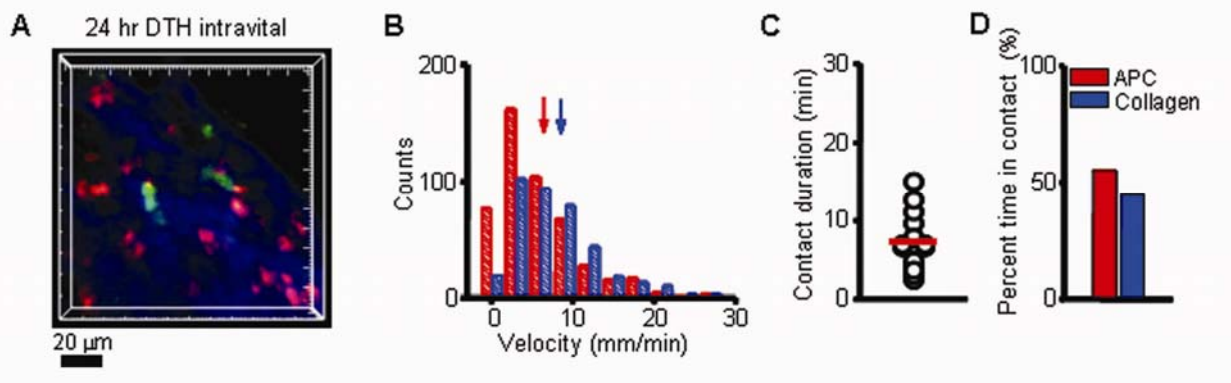 A
24 hr DTH intravital
20 µm
B
Counts
200
100
0
0 10 20 30
Velocity (mm/min)
C
Contact duration (min)
30
20
10
0
D
Percent time in contact (%)
100
50
0
APC
Collagen